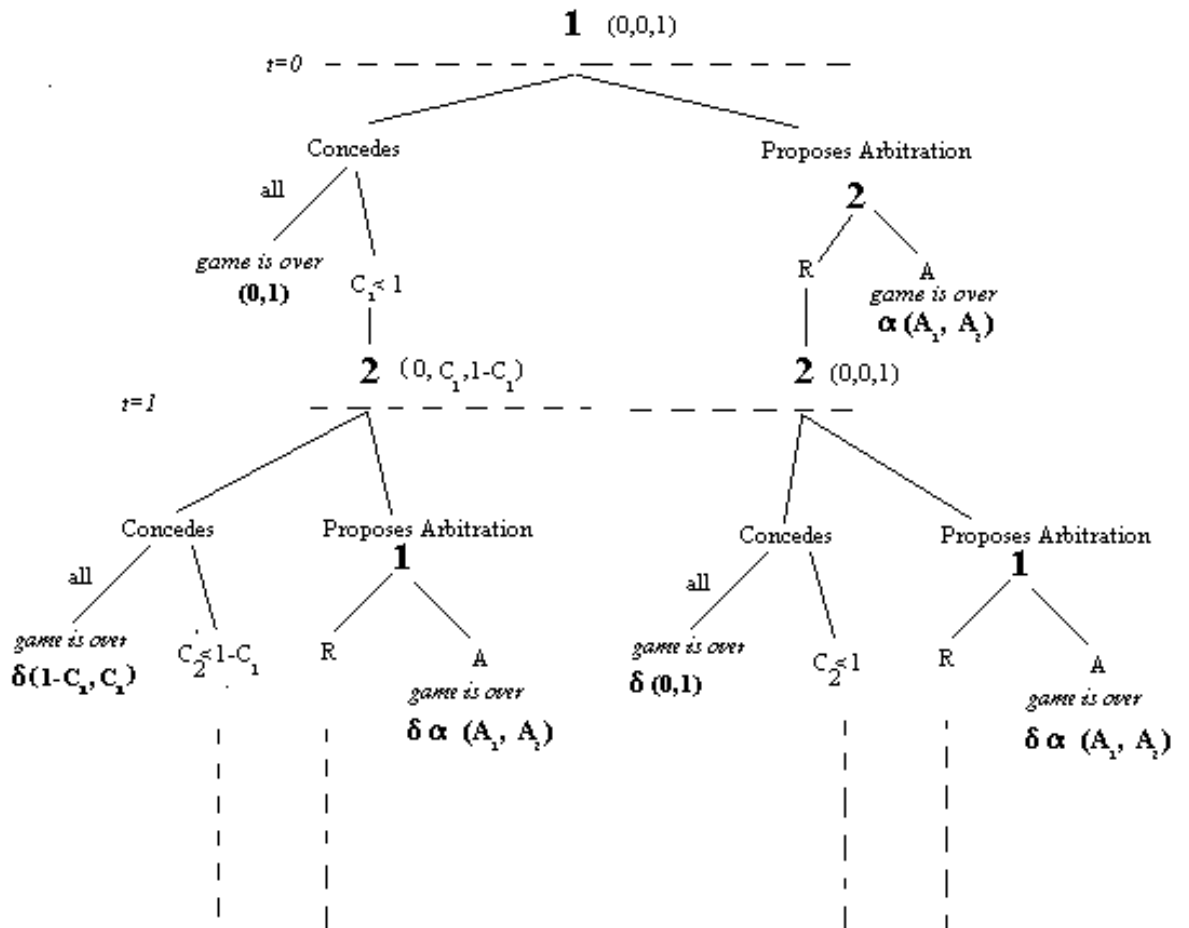 1 (0,0,1)
t=0
Concedes
Proposes Arbitration
all
2
game is over
(0,1)
C₁< 1
R
A
game is over
α (A₁, A₂)
2 (0, C₁,1-C₁)
2 (0,0,1)
t=1
Concedes
Proposes Arbitration
1
all
game is over
δ(1-C₁, C₁)
C₂<1-C₁
R
A
game is over
δ α (A₁, A₂)
Concedes
Proposes Arbitration
1
all
game is over
δ (0,1)
C₂<1
R
A
game is over
δ α (A₁, A₂)